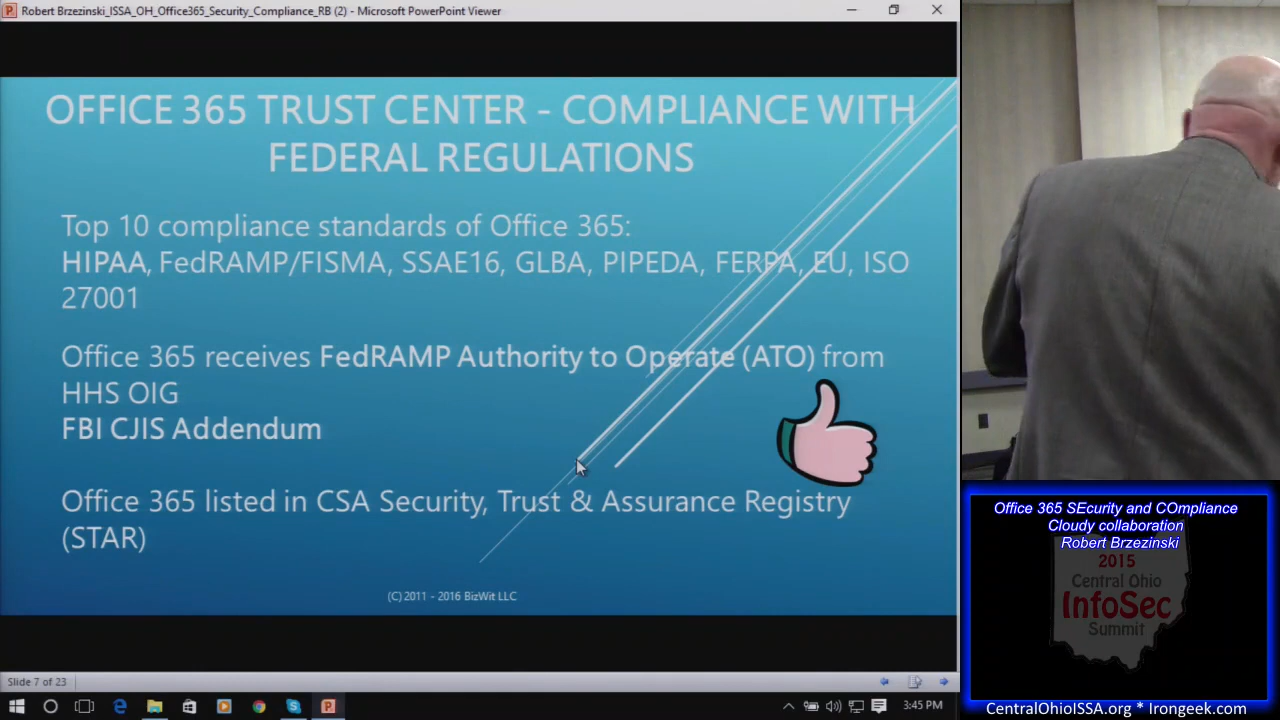 Robert Brzezinski_ISSA_OH_Office365_Security_Compliance_RB (2) - Microsoft PowerPoint Viewer
OFFICE 365 TRUST CENTER - COMPLIANCE WITH
FEDERAL REGULATIONS
Top 10 compliance standards of Office 365:
HIPAA, FedRAMP/FISMA, SSAE16, GLBA, PIPEDA, FERPA, EU, ISO
27001
Office 365 receives FedRAMP Authority to Operate (ATO) from
HHS OIG
FBI CJIS Addendum
Office 365 listed in CSA Security, Trust & Assurance Registry
(STAR)
(C) 2011 - 2016 BizWit LLC
Slide 7 of 23
3:45 PM
Office 365 SEcurity and COmpliance
Cloudy collaboration
Robert Brzezinski
2015
Central Ohio
InfoSec
Summit
CentralOhioISSA.org * Irongeek.com